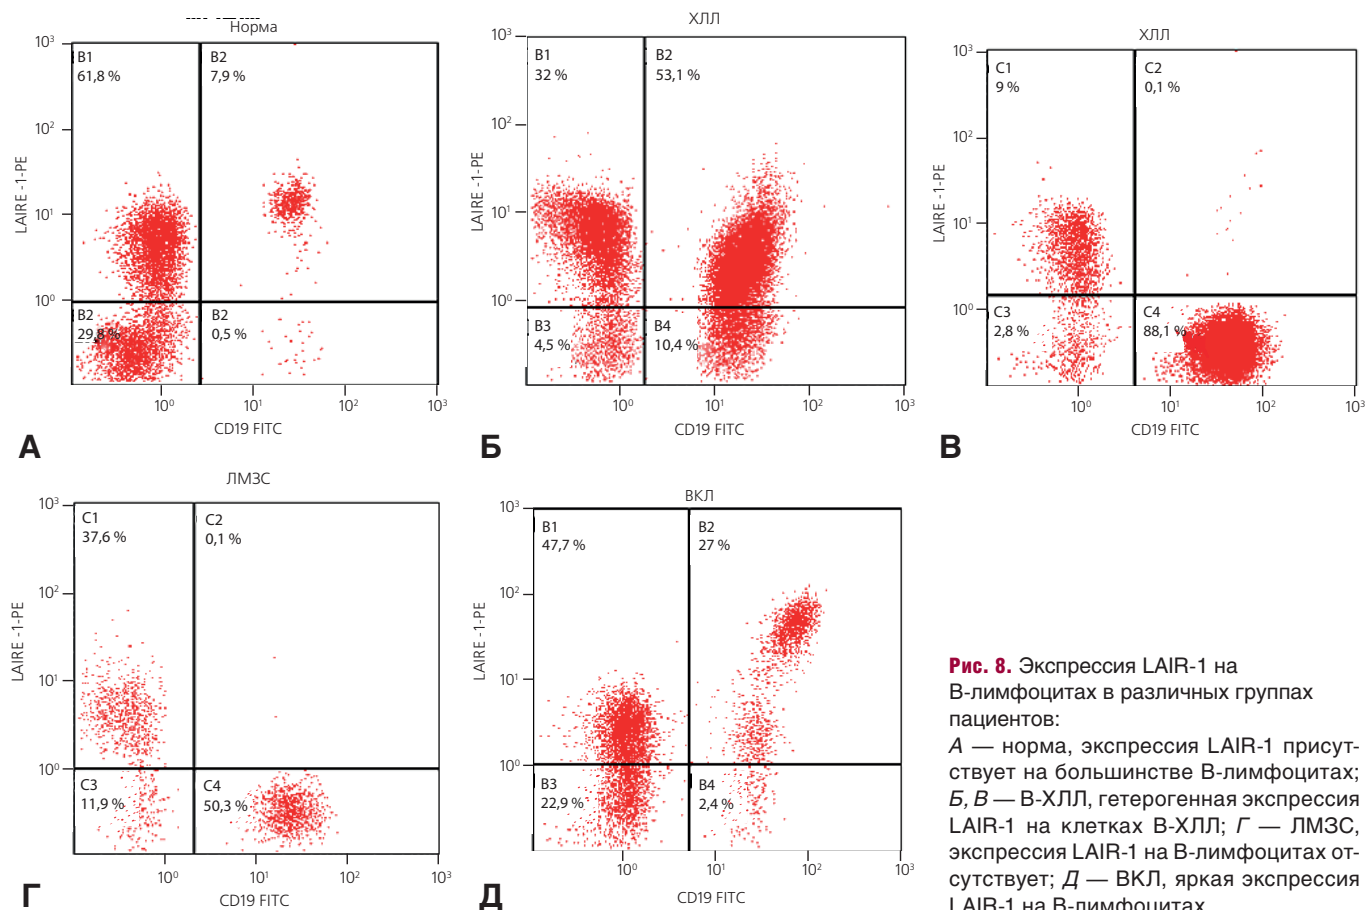 Норма
10³
B1
61,8 %
B2
7,9 %
10²
LAIRE -1-PE
10¹
10⁰
B2
29,8 %
B2
0,5 %
10⁰
10¹
10²
10³
CD19 FITC
А
ХЛЛ
10³
B1
32 %
B2
53,1 %
10²
LAIRE -1-PE
10¹
10⁰
B3
4,5 %
B4
10,4 %
10⁰
10¹
10²
10³
CD19 FITC
Б
ХЛЛ
10³
C1
9 %
C2
0,1 %
10²
LAIRE -1-PE
10¹
10⁰
C3
2,8 %
C4
88,1 %
10⁰
10¹
10²
10³
CD19 FITC
В
ЛМЗС
10³
C1
37,6 %
C2
0,1 %
10²
LAIRE -1-PE
10¹
10⁰
C3
11,9 %
C4
50,3 %
10⁰
10¹
10²
10³
CD19 FITC
Г
ВКЛ
10³
B1
47,7 %
B2
27 %
10²
LAIRE -1-PE
10¹
10⁰
B3
22,9 %
B4
2,4 %
10⁰
10¹
10²
10³
CD19 FITC
Д
Рис. 8. Экспрессия LAIR-1 на
В-лимфоцитах в различных группах
пациентов:
А — норма, экспрессия LAIR-1 присут-
ствует на большинстве В-лимфоцитах;
Б, В — В-ХЛЛ, гетерогенная экспрессия
LAIR-1 на клетках В-ХЛЛ; Г — ЛМЗС,
экспрессия LAIR-1 на В-лимфоцитах от-
сутствует; Д — ВКЛ, яркая экспрессия
LAIR-1 на В-лимфоцитах